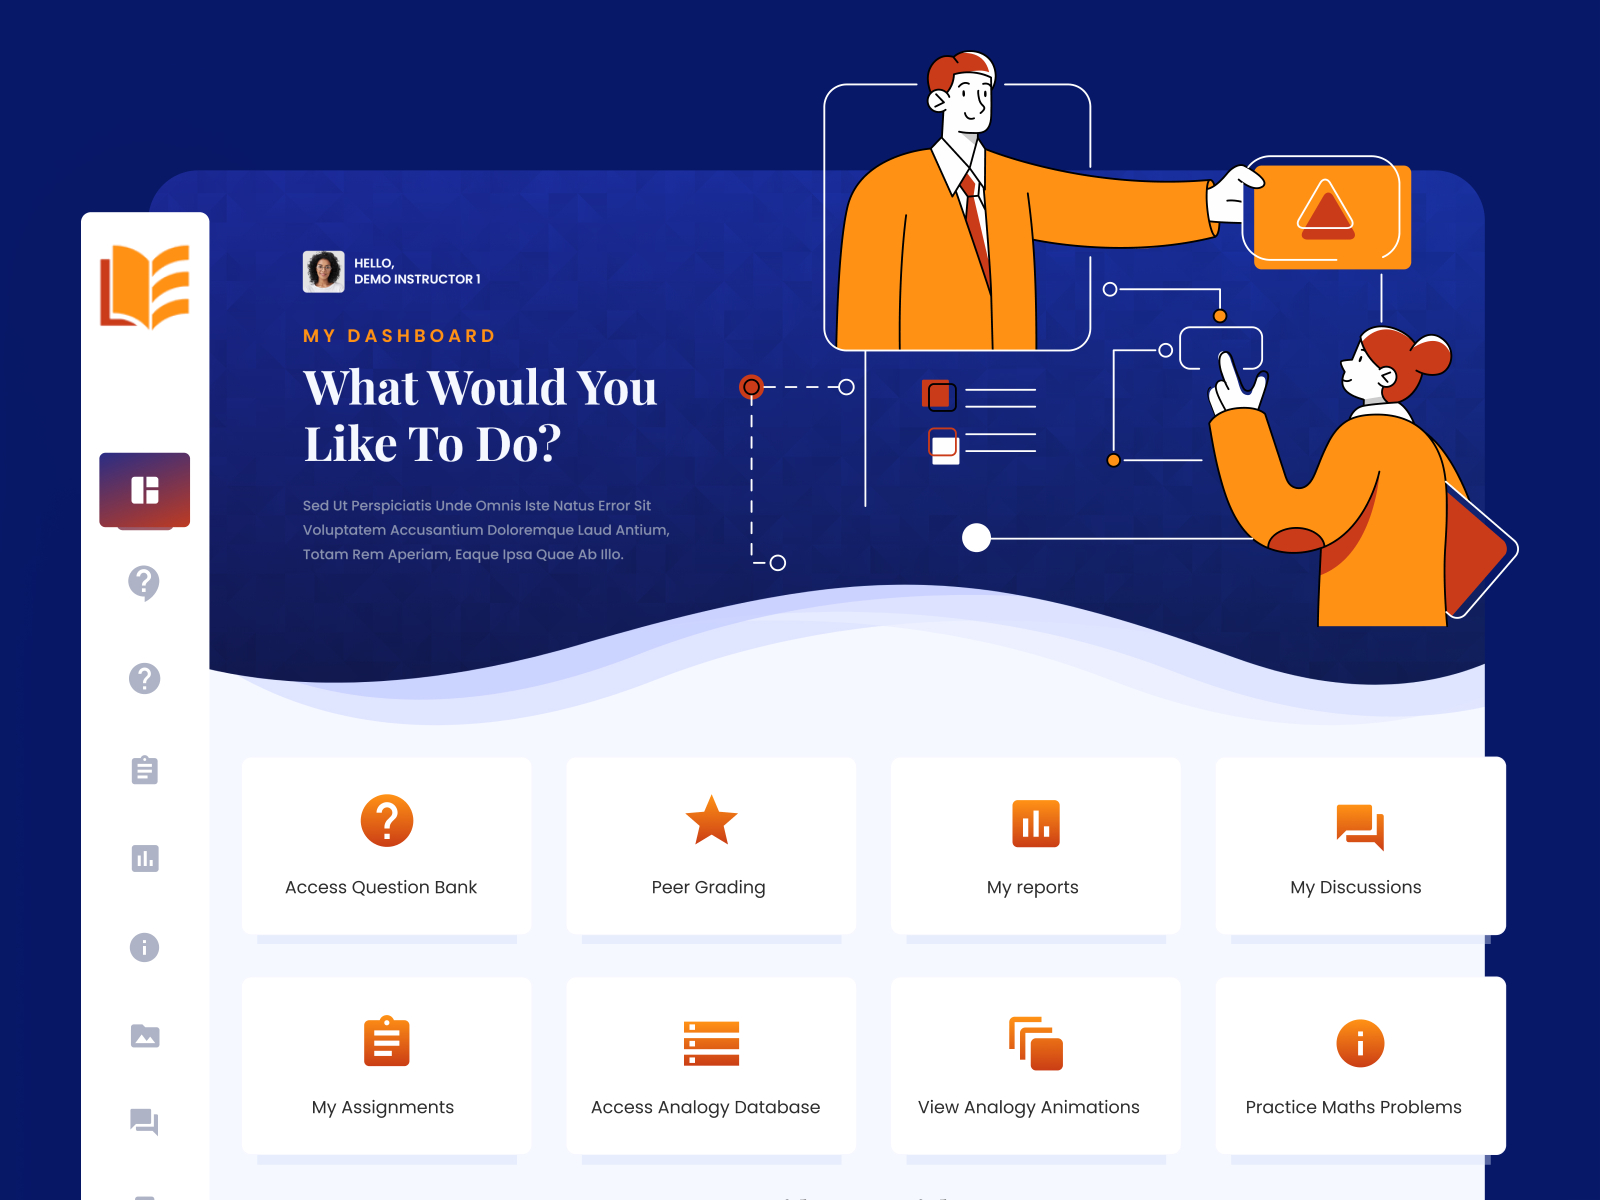 HELLO,
DEMO INSTRUCTOR 1
MY DASHBOARD
What Would You
Like To Do?
Sed Ut Perspiciatis Unde Omnis Iste Natus Error Sit
Voluptatem Accusantium Doloremque Laud Antium,
Totam Rem Aperiam, Eaque Ipsa Quae Ab Illo.
Access Question Bank
Peer Grading
My reports
My Discussions
My Assignments
Access Analogy Database
View Analogy Animations
Practice Maths Problems